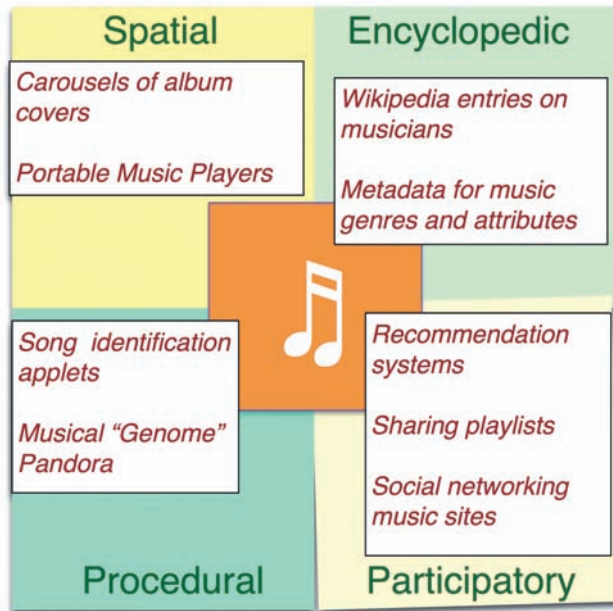 Spatial
Carousels of album
covers
Portable Music Players
Encyclopedic
Wikipedia entries on
musicians
Metadata for music
genres and attributes
Song identification
applets
Musical “Genome”
Pandora
Procedural
Recommendation
systems
Sharing playlists
Social networking
music sites
Participatory